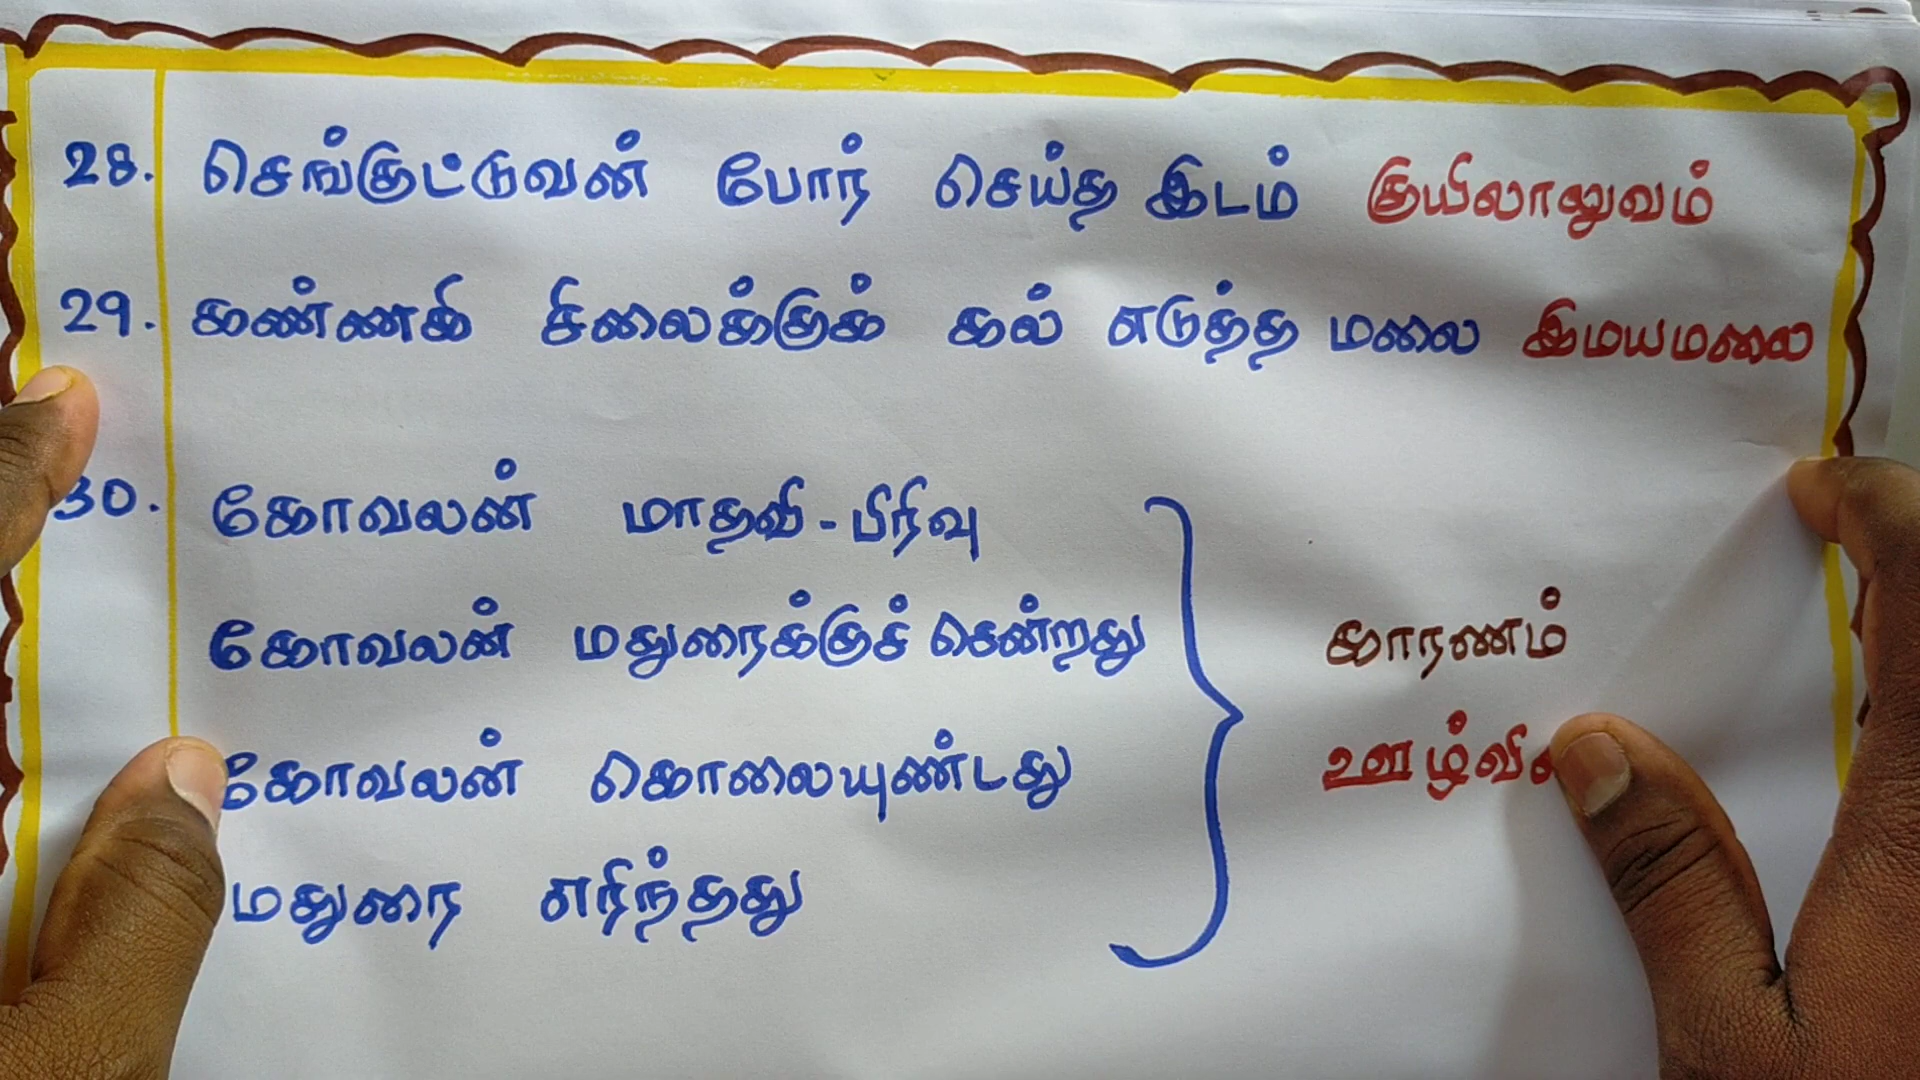 28. செங்குட்டுவன் போர் செய்த இடம் குயிலாலுவம்
29. கண்ணகி சிலைக்குக் கல் எடுத்த மலை இமயமலை
30. கோவலன் மாதவி - பிரிவு
கோவலன் மதுரைக்குச் சென்றது
காரணம்
கோவலன் கொலையுண்டது
மதுரை எரிந்தது